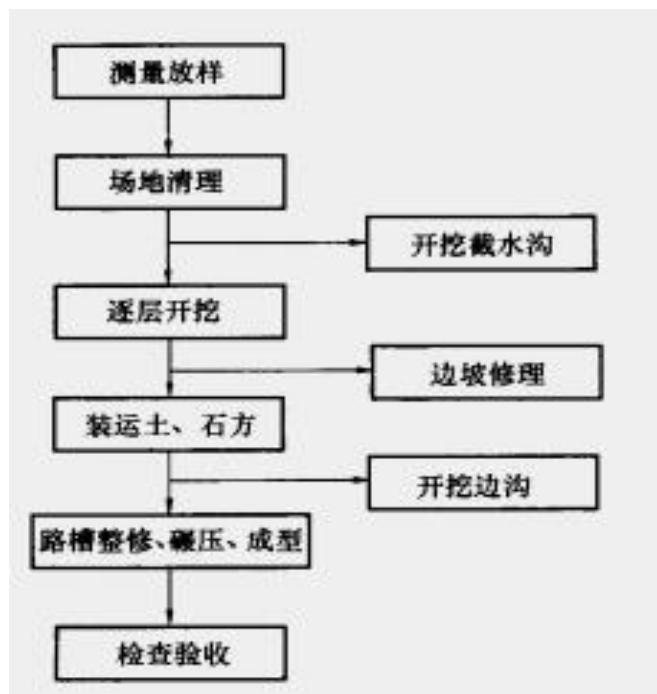 测量放样
场地清理
开挖截水沟
逐层开挖
边坡修理
装运土、石方
开挖边沟
路槽整修、碾压、成型
检查验收